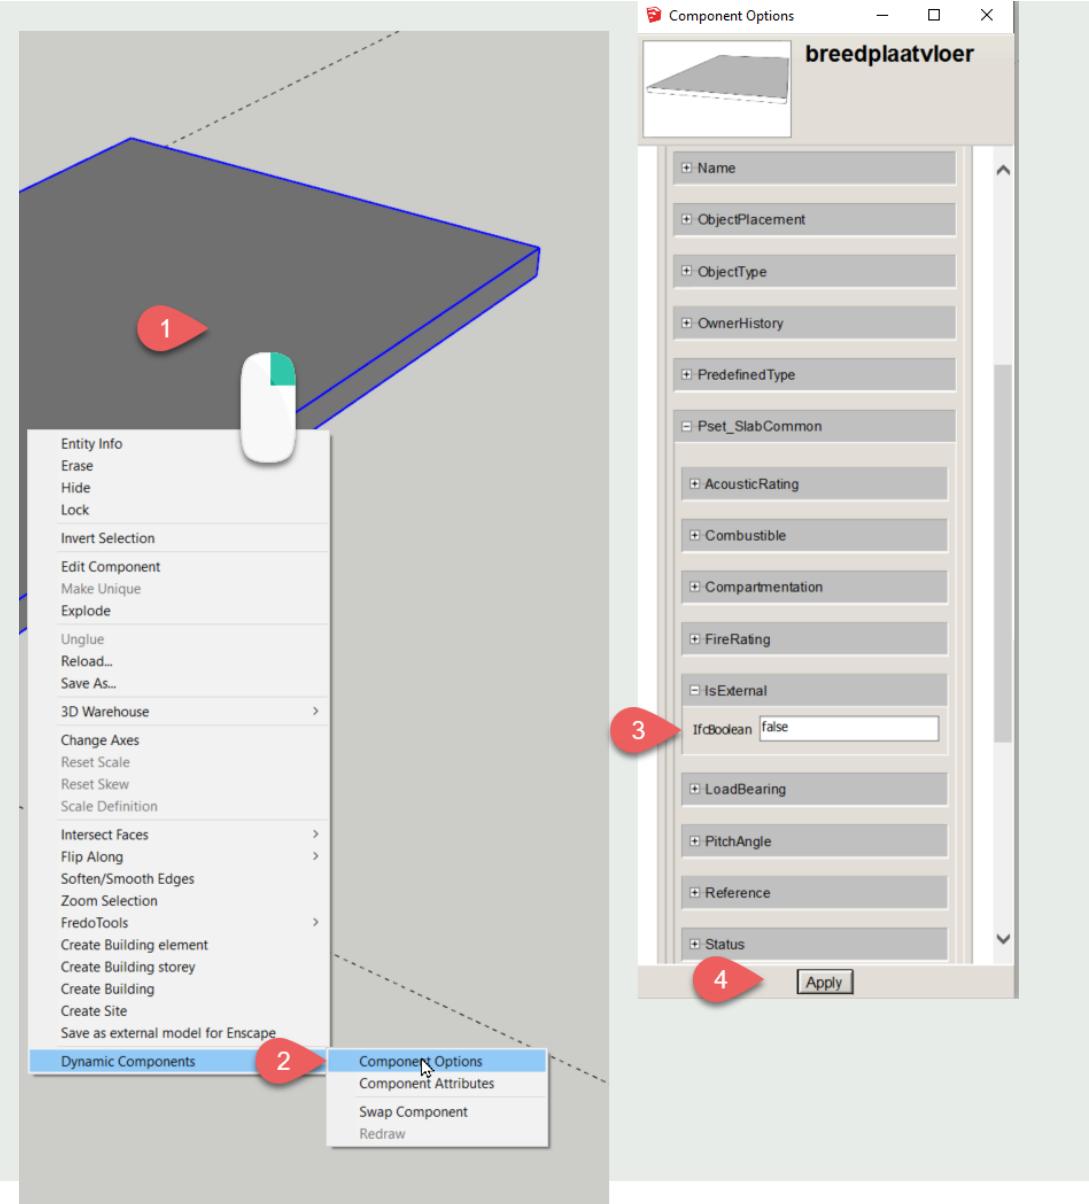 1
Entity Info
Erase
Hide
Lock
Invert Selection
Edit Component
Make Unique
Explode
Unglue
Reload...
Save As...
3D Warehouse
Change Axes
Reset Scale
Reset Skew
Scale Definition
Intersect Faces
Flip Along
Soften/Smooth Edges
Zoom Selection
FredoTools
Create Building element
Create Building storey
Create Building
Create Site
Save as external model for Enscape
Dynamic Components
2
Component Options
Component Attributes
Swap Component
Redraw
Component Options
breedplaatvloer
Name
ObjectPlacement
ObjectType
OwnerHistory
PredefinedType
Pset_SlabCommon
AcousticRating
Combustible
Compartmentation
FireRating
IsExternal
3
IfcBoolean false
LoadBearing
PitchAngle
Reference
Status
4
Apply